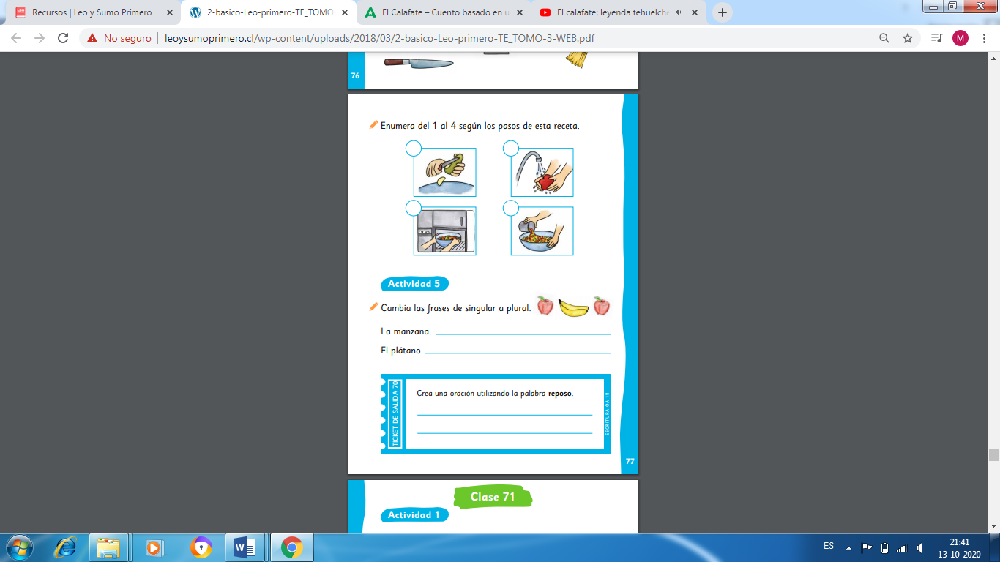 Recursos | Leo y Sumo Primero
2-basico-Leo-primero-TE_TOMO-
El Calafate – Cuento basado en u
El calafate: leyenda tehuelche
No seguro
leoysumoprimero.cl/wp-content/uploads/2018/03/2-basico-Leo-primero-TE_TOMO-3-WEB.pdf
M
76
Enumera del 1 al 4 según los pasos de esta receta.
Actividad 5
Cambia las frases de singular a plural.
La manzana.
El plátano.
TICKET DE SALIDA 70
Crea una oración utilizando la palabra reposo.
ESCRITURA OA 18
77
Clase 71
Actividad 1
ES
21:41
13-10-2020